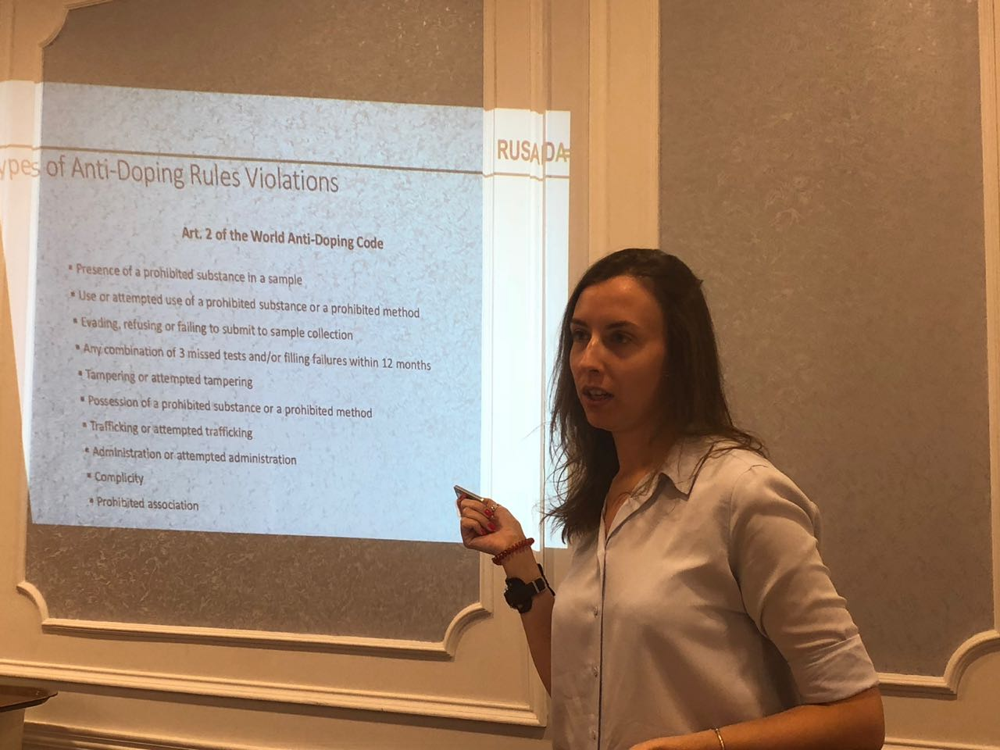 RUSADA
ypes of Anti-Doping Rules Violations
Art. 2 of the World Anti-Doping Code
▪ Presence of a prohibited substance in a sample
▪ Use or attempted use of a prohibited substance or a prohibited method
▪ Evading, refusing or failing to submit to sample collection
▪ Any combination of 3 missed tests and/or filling failures within 12 months
▪ Tampering or attempted tampering
▪ Possession of a prohibited substance or a prohibited method
▪ Trafficking or attempted trafficking
▪ Administration or attempted administration
▪ Complicity
▪ Prohibited association